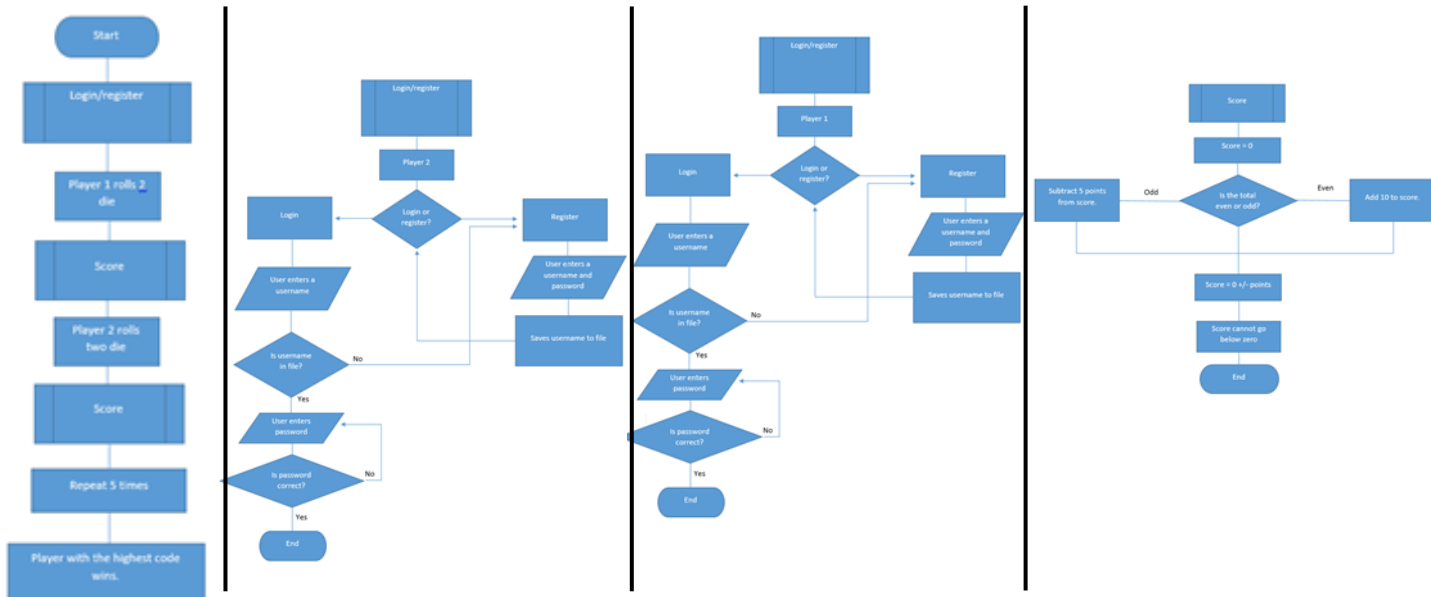 Start
Login/register
Player 1 rolls 2
die
Score
Player 2 rolls
two die
Score
Repeat 5 times
Player with the highest code
wins.
Login/register
Player 2
Login or
register?
Login
Register
User enters a
username
User enters a
username and
password
Saves username to file
Is username
in file?
No
Yes
User enters
password
Is password
correct?
No
Yes
End
Login/register
Player 1
Login or
register?
Login
Register
User enters a
username
User enters a
username and
password
Saves username to file
Is username
in file?
No
Yes
User enters
password
Is password
correct?
No
Yes
End
Score
Score = 0
Is the total
even or odd?
Odd
Even
Subtract 5 points
from score.
Add 10 to score.
Score = 0 +/- points
Score cannot go
below zero
End